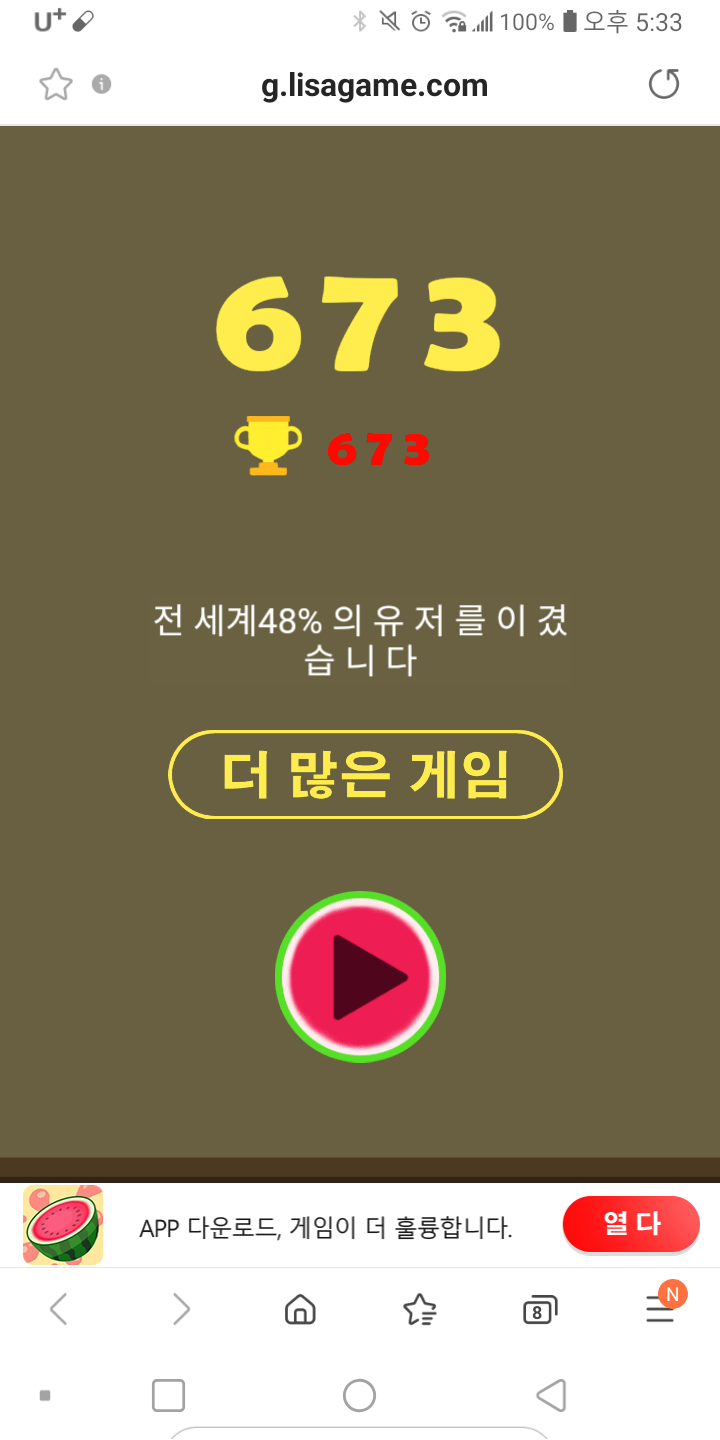 U+ 100% 오후 5:33
g.lisagame.com
673
673
전 세계48% 의 유 저 를 이 겼
습 니 다
더 많은 게임
APP 다운로드, 게임이 더 훌륭합니다.
열 다
8
N